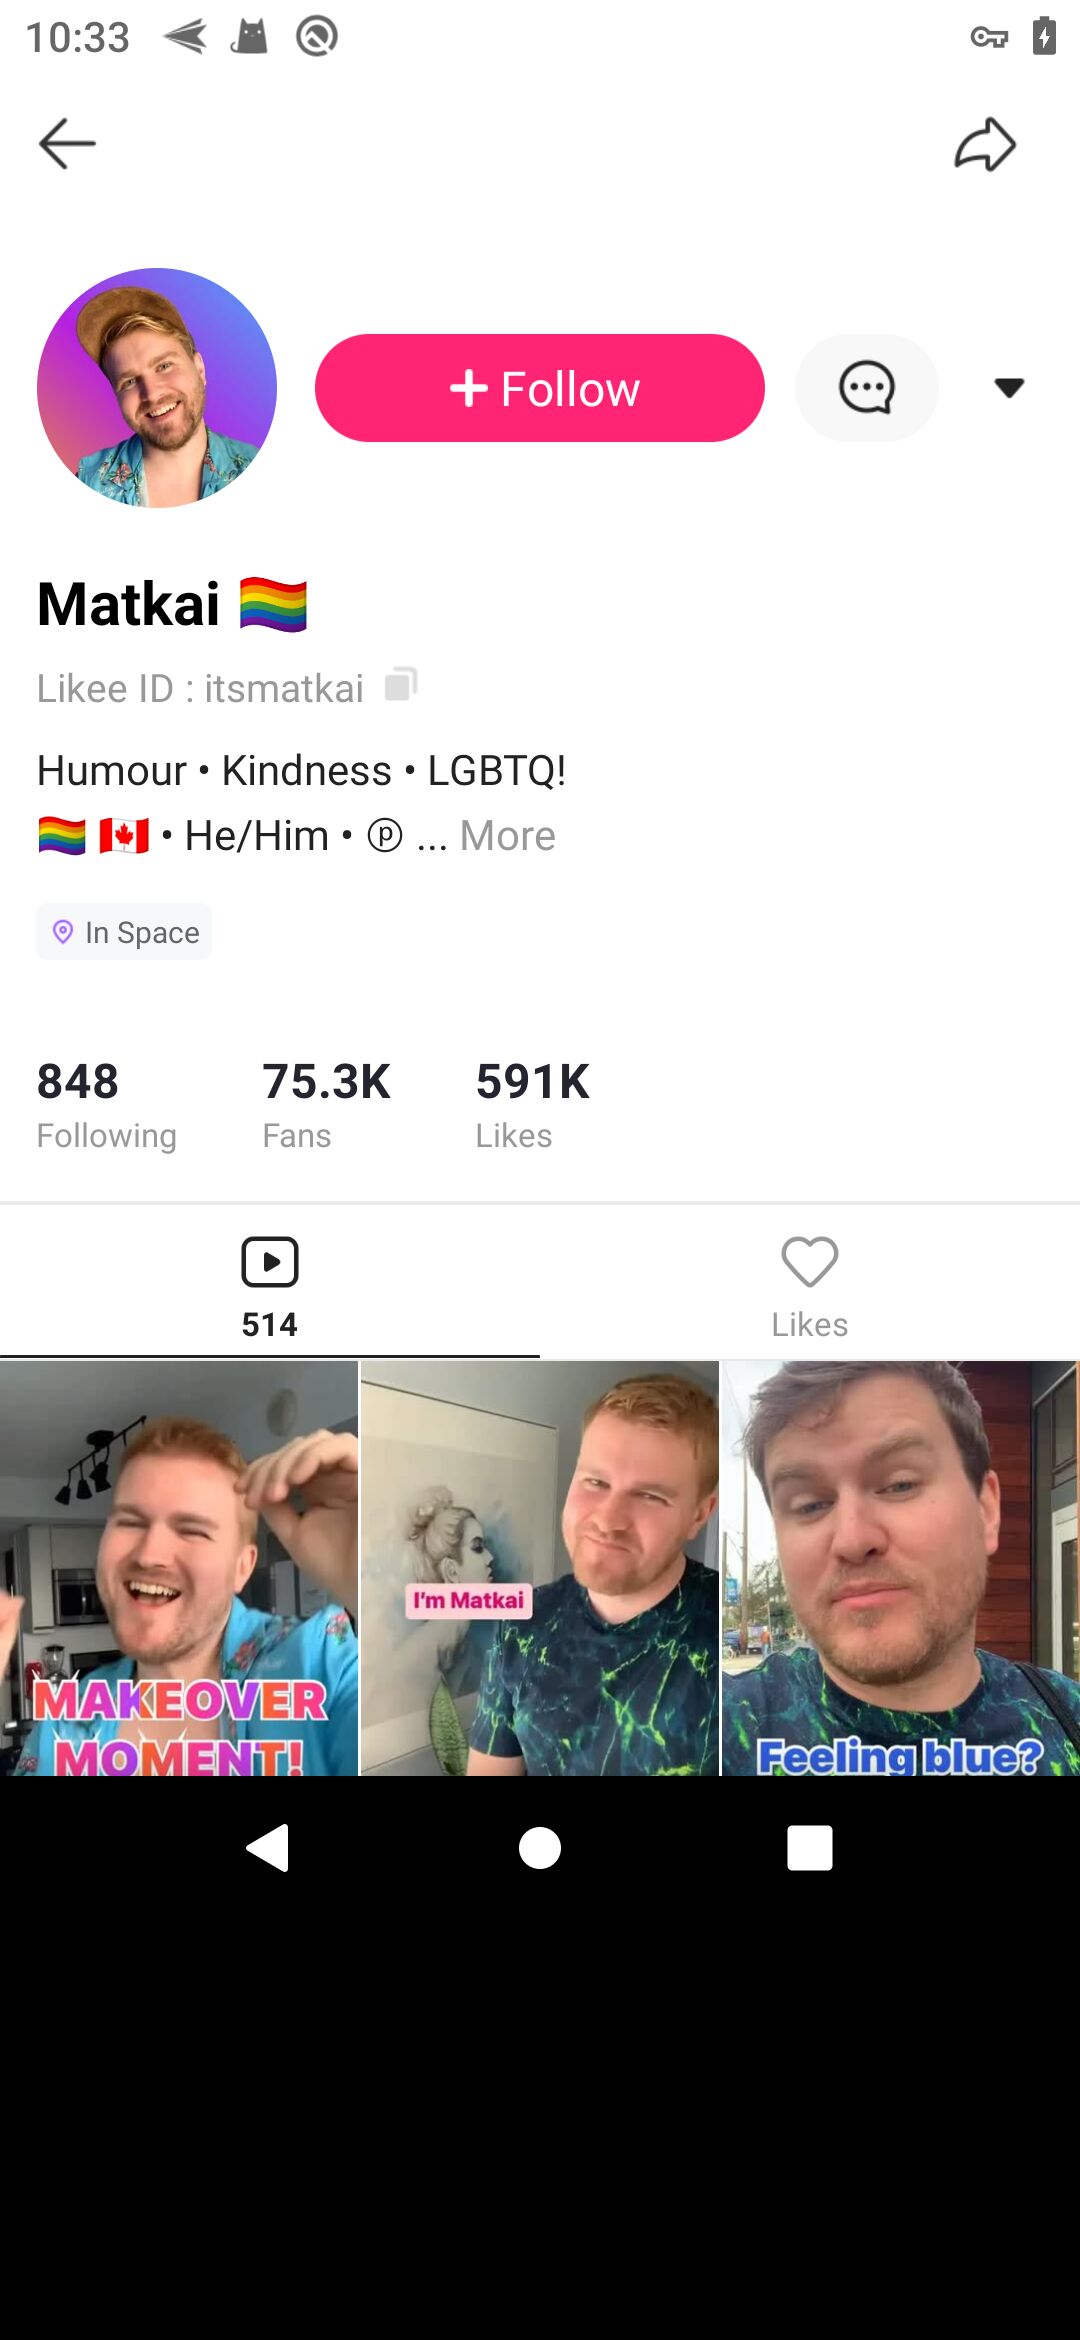 10:33
Follow
Matkai 🏳️‍🌈
Likee ID : itsmatkai
Humour • Kindness • LGBTQ!
🏳️‍🌈 🇨🇦 • He/Him • ⓟ ... More
In Space
848
Following
75.3K
Fans
591K
Likes
514
Likes
MAKEOVER
MOMENT!
I'm Matkai
Feeling blue?